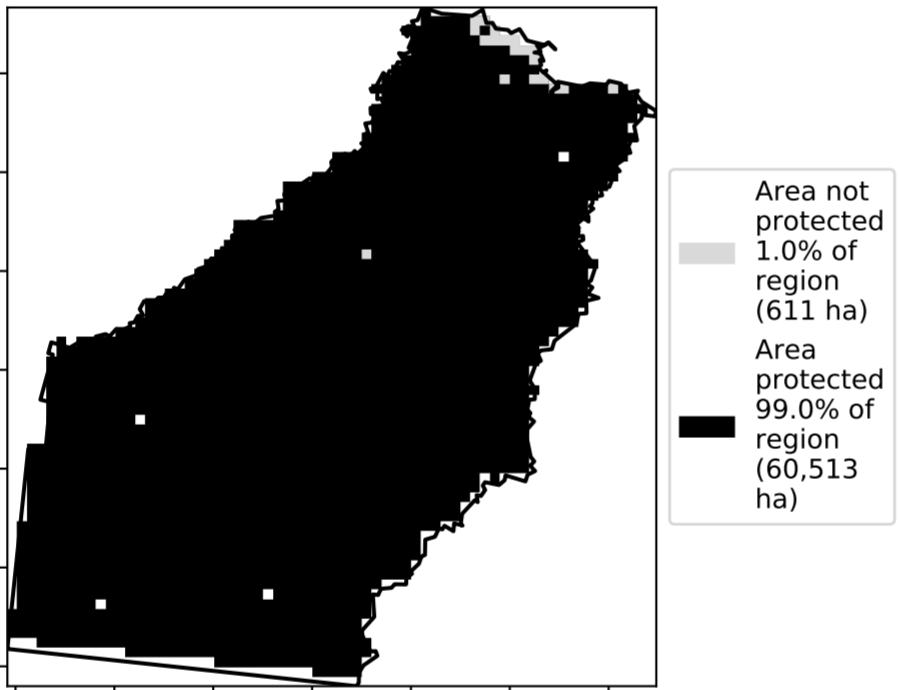 Area not
protected
1.0% of
region
(611 ha)
Area
protected
99.0% of
region
(60,513
ha)